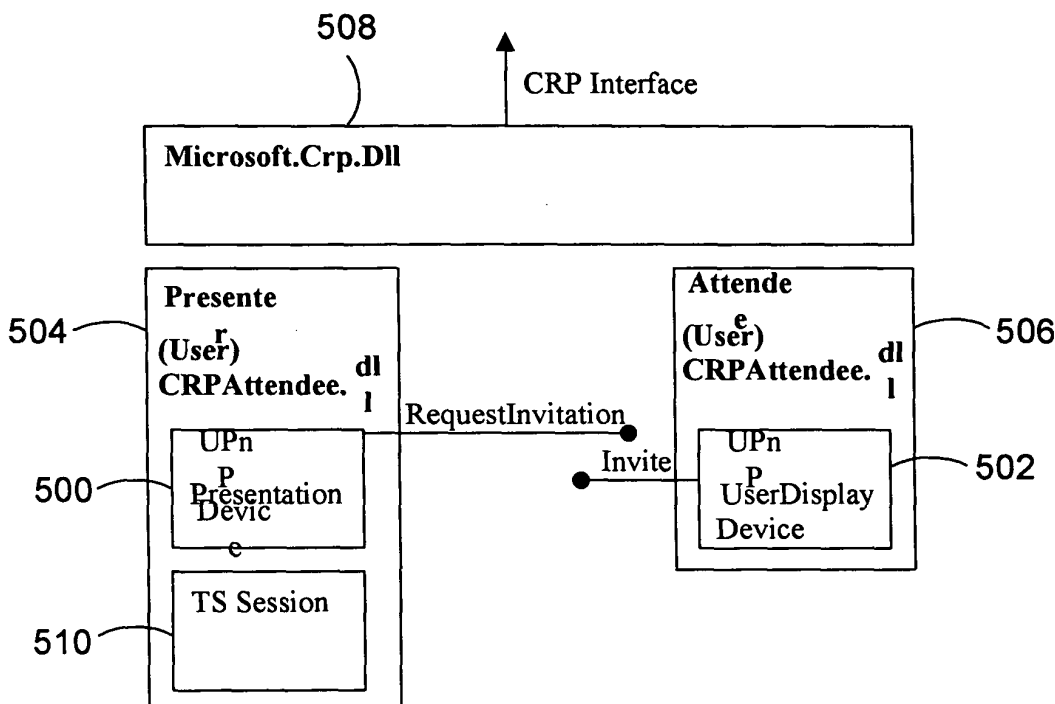 508
CRP Interface
Microsoft.Crp.Dll
504
Presenter
(User)
CRPAttendee.dll
Attendee
(User)
CRPAttendee.dll
506
RequestInvitation
Invite
500
UPnP
Presentation
Device
UPnP
UserDisplay
Device
502
TS Session
510